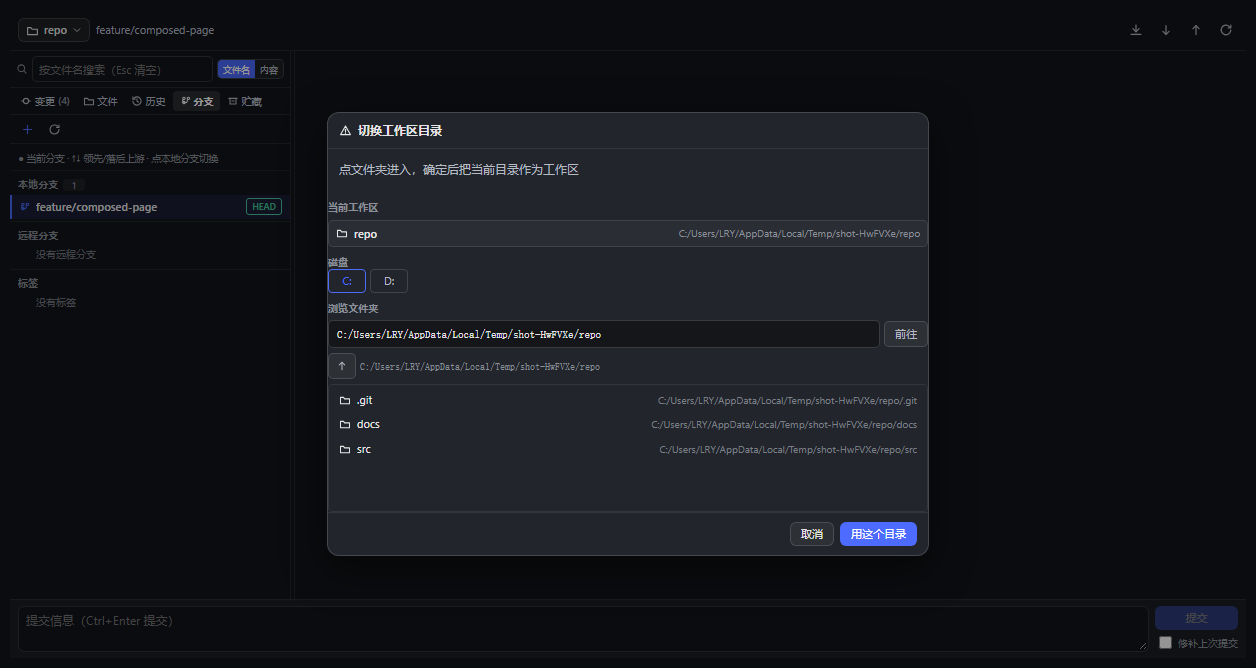 repo feature/composed-page
按文件名搜索（Esc 清空） 文件名 内容
变更 (4) 文件 历史 分支 贮藏
● 当前分支 · ↑↓ 领先/落后上游 · 点本地分支切换
本地分支 1
feature/composed-page HEAD
远程分支
没有远程分支
标签
没有标签
切换工作区目录
点文件夹进入，确定后把当前目录作为工作区
当前工作区
repo C:/Users/LRY/AppData/Local/Temp/shot-HwFVXe/repo
磁盘
C: D:
浏览文件夹
C:/Users/LRY/AppData/Local/Temp/shot-HwFVXe/repo 前往
C:/Users/LRY/AppData/Local/Temp/shot-HwFVXe/repo
.git C:/Users/LRY/AppData/Local/Temp/shot-HwFVXe/repo/.git
docs C:/Users/LRY/AppData/Local/Temp/shot-HwFVXe/repo/docs
src C:/Users/LRY/AppData/Local/Temp/shot-HwFVXe/repo/src
取消 用这个目录
提交信息（Ctrl+Enter 提交） 提交
修补上次提交